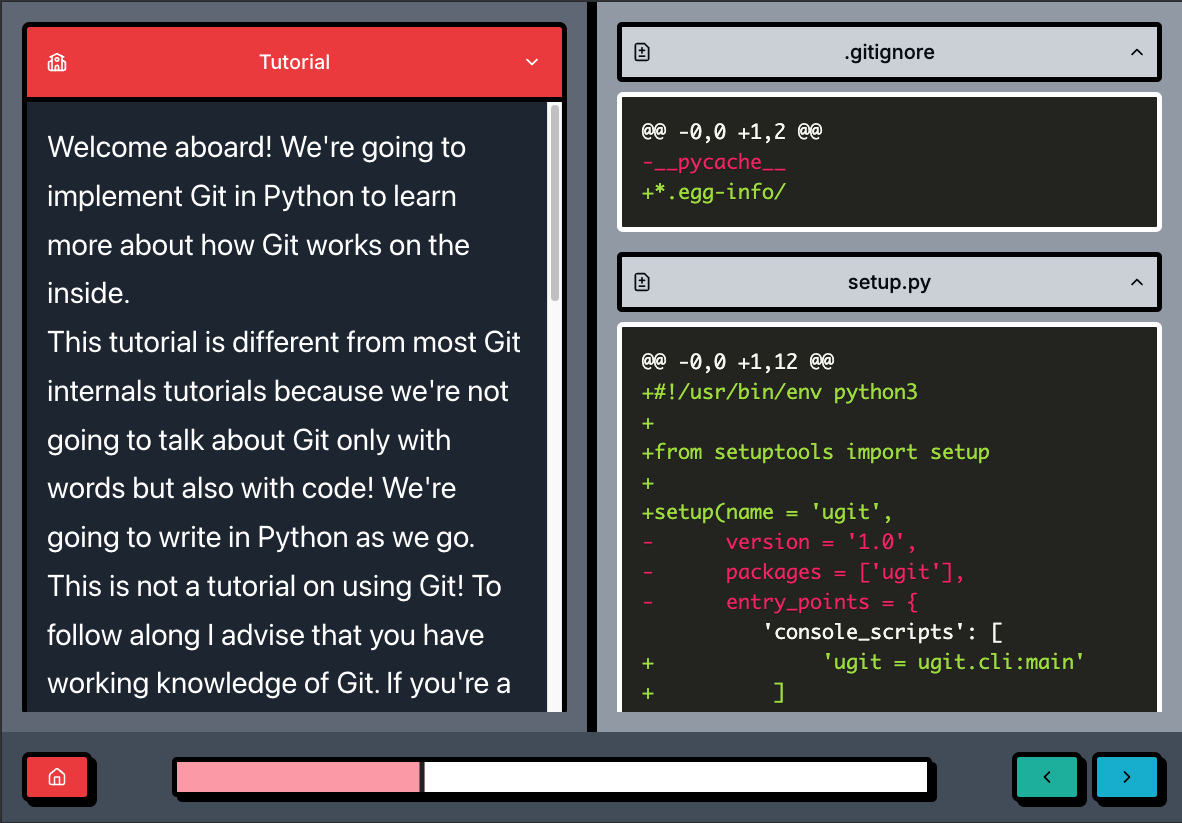 Tutorial
Welcome aboard! We're going to
implement Git in Python to learn
more about how Git works on the
inside.
This tutorial is different from most Git
internals tutorials because we're not
going to talk about Git only with
words but also with code! We're
going to write in Python as we go.
This is not a tutorial on using Git! To
follow along I advise that you have
working knowledge of Git. If you're a
.gitignore
@@ -0,0 +1,2 @@
-__pycache__
+*.egg-info/
setup.py
@@ -0,0 +1,12 @@
+#!/usr/bin/env python3
+
+from setuptools import setup
+
+setup(name = 'ugit',
-      version = '1.0',
-      packages = ['ugit'],
-      entry_points = {
          'console_scripts': [
+              'ugit = ugit.cli:main'
+          ]